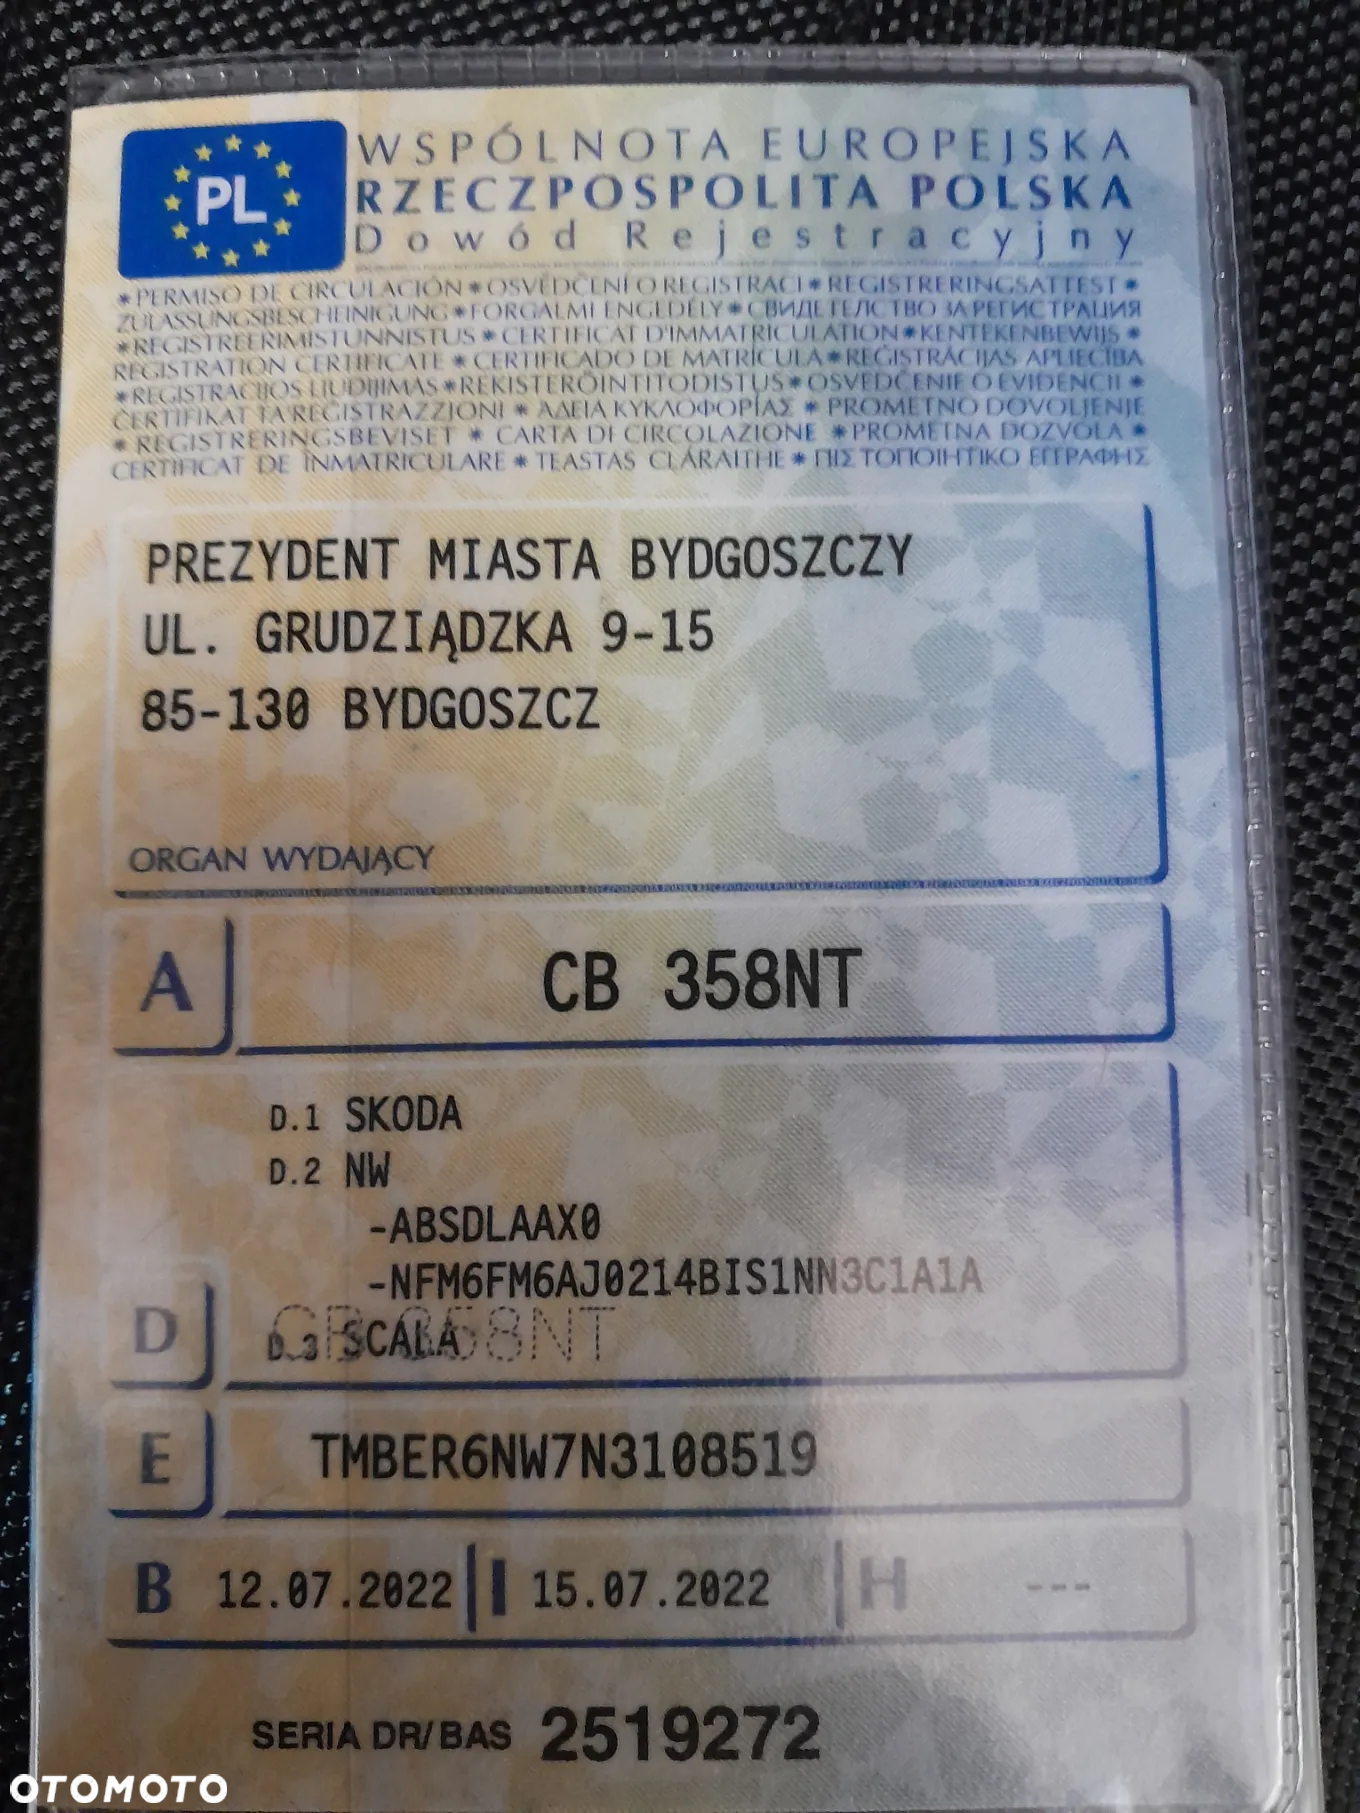 PL
WSPÓLNOTA EUROPEJSKA
RZECZPOSPOLITA POLSKA
Dowód Rejestracyjny
*PERMISO DE CIRCULACIÓN*OSVĚDČENÍ O REGISTRACI*REGISTRERINGSATTEST*
ZULASSUNGSBESCHEINIGUNG*FORGALMI ENGEDÉLY*СВИДЕТЕЛСТВО ЗА РЕГИСТРАЦИЯ
*REGISTREERIMISTUNNISTUS*CERTIFICAT D'IMMATRICULATION*KENTEKENBEWIJS*
REGISTRATION CERTIFICATE*CERTIFICADO DE MATRÍCULA*REĢISTRĀCIJAS APLIECĪBA
*REGISTRACIJOS LIUDIJIMAS*REKISTERÖINTITODISTUS*OSVEDČENIE O EVIDENCII*
ĊERTIFIKAT TA'REĠISTRAZZJONI*ΑΔΕΙΑ ΚΥΚΛΟΦΟΡΙΑΣ*PROMETNO DOVOLJENJE
*REGISTRERINGSBEVISET*CARTA DI CIRCOLAZIONE*PROMETNA DOZVOLA*
CERTIFICAT DE ÎNMATRICULARE*TEASTAS CLÁRAITHE*ΠΙΣΤΟΠΟΙΗΤΙΚΟ ΕΓΓΡΑΦΗΣ
PREZYDENT MIASTA BYDGOSZCZY
UL. GRUDZIĄDZKA 9-15
85-130 BYDGOSZCZ
ORGAN WYDAJĄCY
A CB 358NT
D.1 SKODA
D.2 NW
-ABSDLAAX0
-NFM6FM6AJ0214BIS1NN3C1A1A
D D.3 SCALA
CB 358NT
E TMBER6NW7N3108519
B 12.07.2022 I 15.07.2022 H ---
SERIA DR/BAS 2519272
OTOMOTO